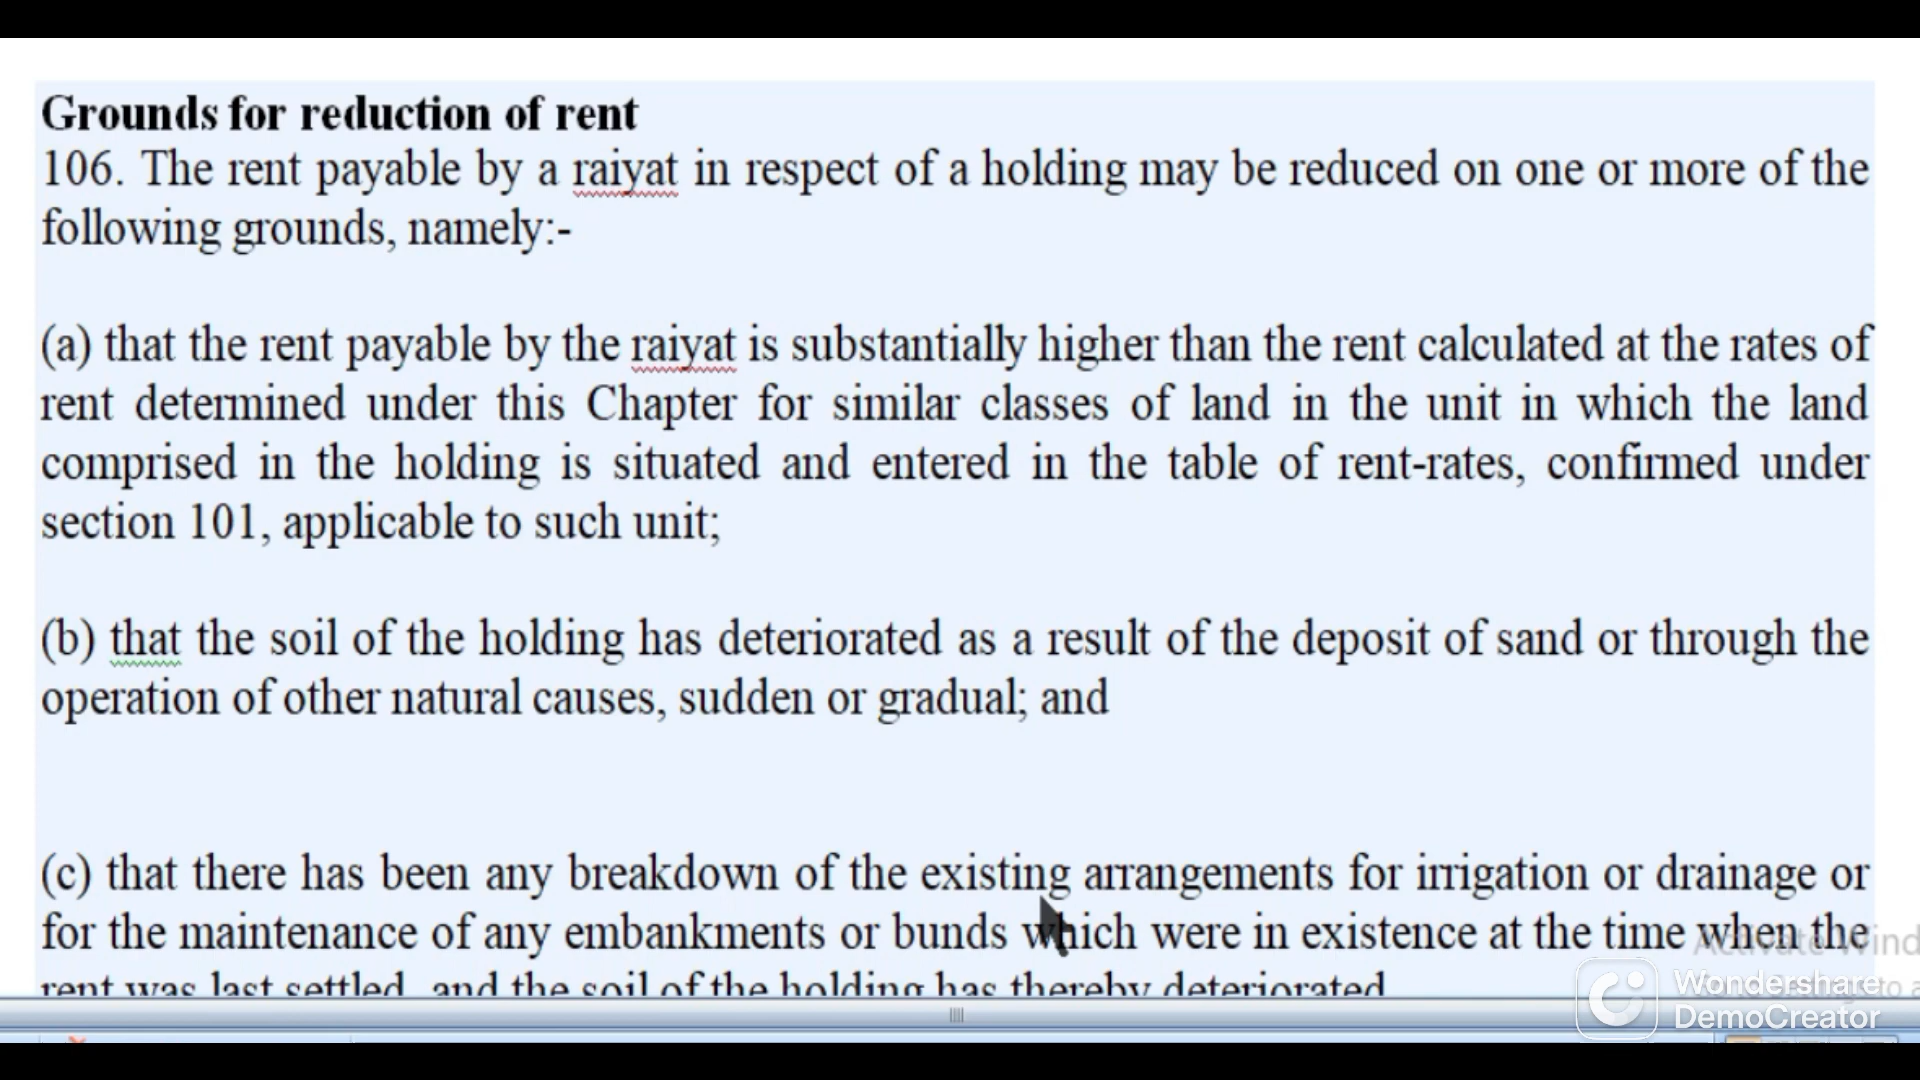 Grounds for reduction of rent
106. The rent payable by a raiyat in respect of a holding may be reduced on one or more of the
following grounds, namely:-
(a) that the rent payable by the raiyat is substantially higher than the rent calculated at the rates of
rent determined under this Chapter for similar classes of land in the unit in which the land
comprised in the holding is situated and entered in the table of rent-rates, confirmed under
section 101, applicable to such unit;
(b) that the soil of the holding has deteriorated as a result of the deposit of sand or through the
operation of other natural causes, sudden or gradual; and
(c) that there has been any breakdown of the existing arrangements for irrigation or drainage or
for the maintenance of any embankments or bunds which were in existence at the time when the
rent was last settled, and the soil of the holding has thereby deteriorated
Activate Wind
to a
Wondershare
DemoCreator